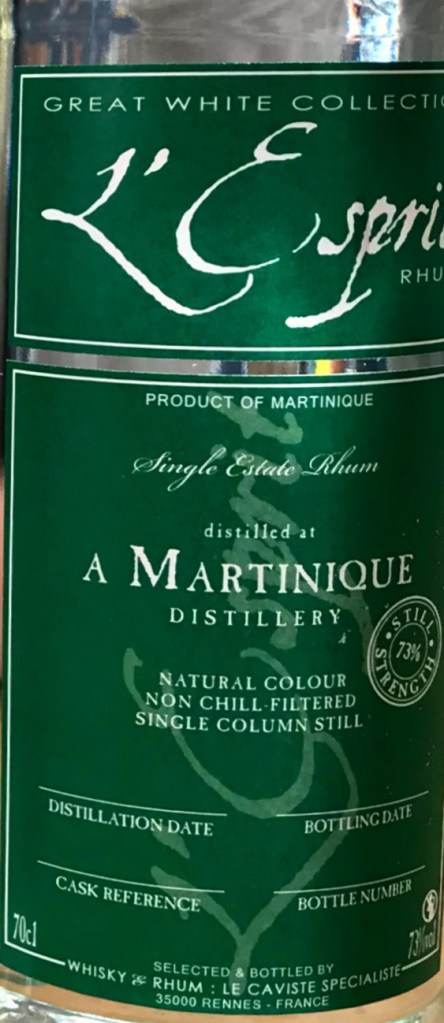 GREAT WHITE COLLECTIO
L'Esprit
RHU
PRODUCT OF MARTINIQUE
Single Estate Rhum
distilled at
A MARTINIQUE
DISTILLERY
STILL
73%
STRENGTH
NATURAL COLOUR
NON CHILL-FILTERED
SINGLE COLUMN STILL
DISTILLATION DATE
BOTTLING DATE
CASK REFERENCE
BOTTLE NUMBER
70cl
73%vol
SELECTED & BOTTLED BY
WHISKY & RHUM : LE CAVISTE SPECIALISTE
35000 RENNES - FRANCE
L'Esprit